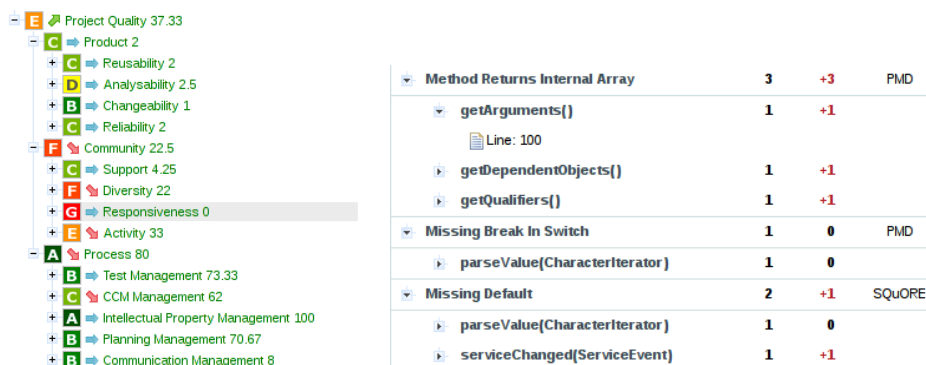 E Project Quality 37.33
C Product 2
C Reusability 2
D Analysability 2.5
B Changeability 1
C Reliability 2
F Community 22.5
C Support 4.25
F Diversity 22
G Responsiveness 0
E Activity 33
A Process 80
B Test Management 73.33
C CCM Management 62
A Intellectual Property Management 100
B Planning Management 70.67
B Communication Management 8
Method Returns Internal Array 3 +3 PMD
getArguments() 1 +1
Line: 100
getDependentObjects() 1 +1
getQualifiers() 1 +1
Missing Break In Switch 1 0 PMD
parseValue(CharacterIterator) 1 0
Missing Default 2 +1 SQuORE
parseValue(CharacterIterator) 1 0
serviceChanged(ServiceEvent) 1 +1